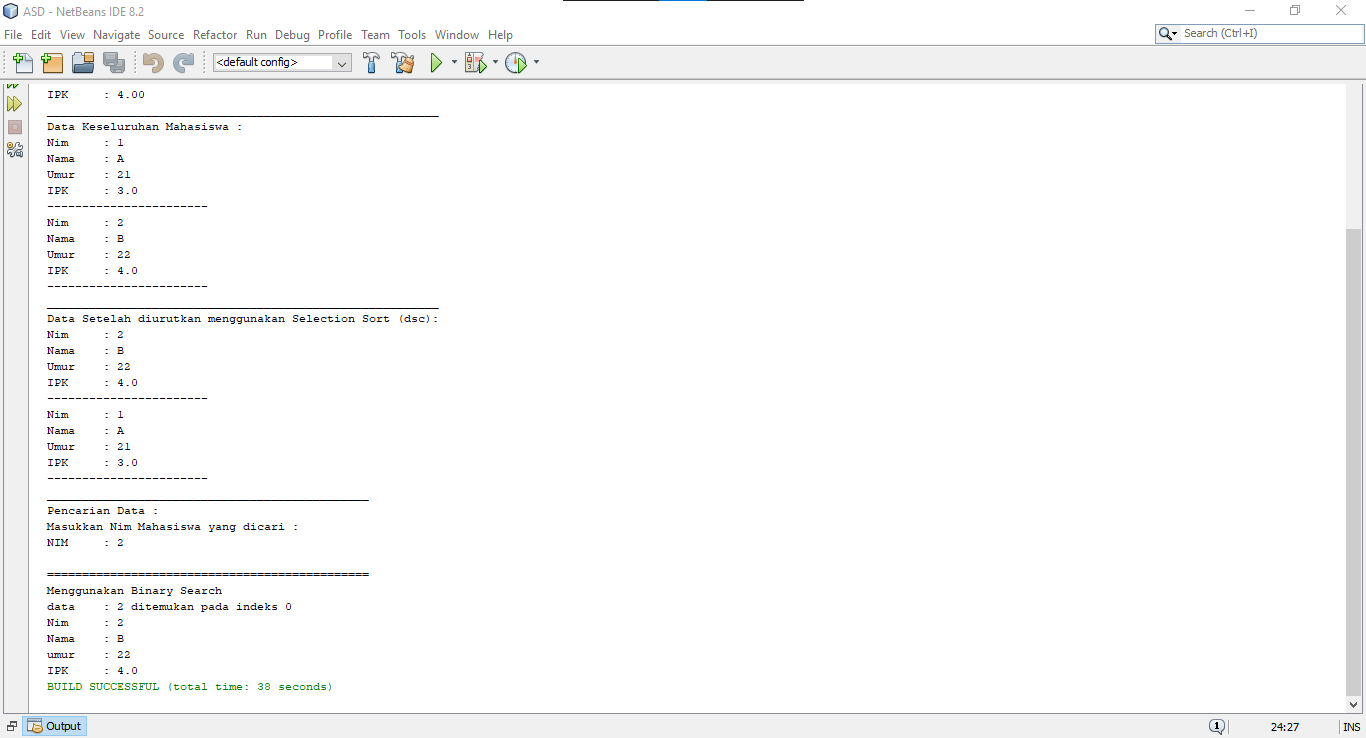 ASD - NetBeans IDE 8.2
File Edit View Navigate Source Refactor Run Debug Profile Team Tools Window Help
Search (Ctrl+I)
<default config>
IPK : 4.00
________________________________________________________
Data Keseluruhan Mahasiswa :
Nim : 1
Nama : A
Umur : 21
IPK : 3.0
-----------------------
Nim : 2
Nama : B
Umur : 22
IPK : 4.0
-----------------------
________________________________________________________
Data Setelah diurutkan menggunakan Selection Sort (dsc):
Nim : 2
Nama : B
Umur : 22
IPK : 4.0
-----------------------
Nim : 1
Nama : A
Umur : 21
IPK : 3.0
-----------------------
______________________________________________
Pencarian Data :
Masukkan Nim Mahasiswa yang dicari :
NIM : 2
==============================================
Menggunakan Binary Search
data : 2 ditemukan pada indeks 0
Nim : 2
Nama : B
umur : 22
IPK : 4.0
BUILD SUCCESSFUL (total time: 38 seconds)
Output
1
24:27
INS